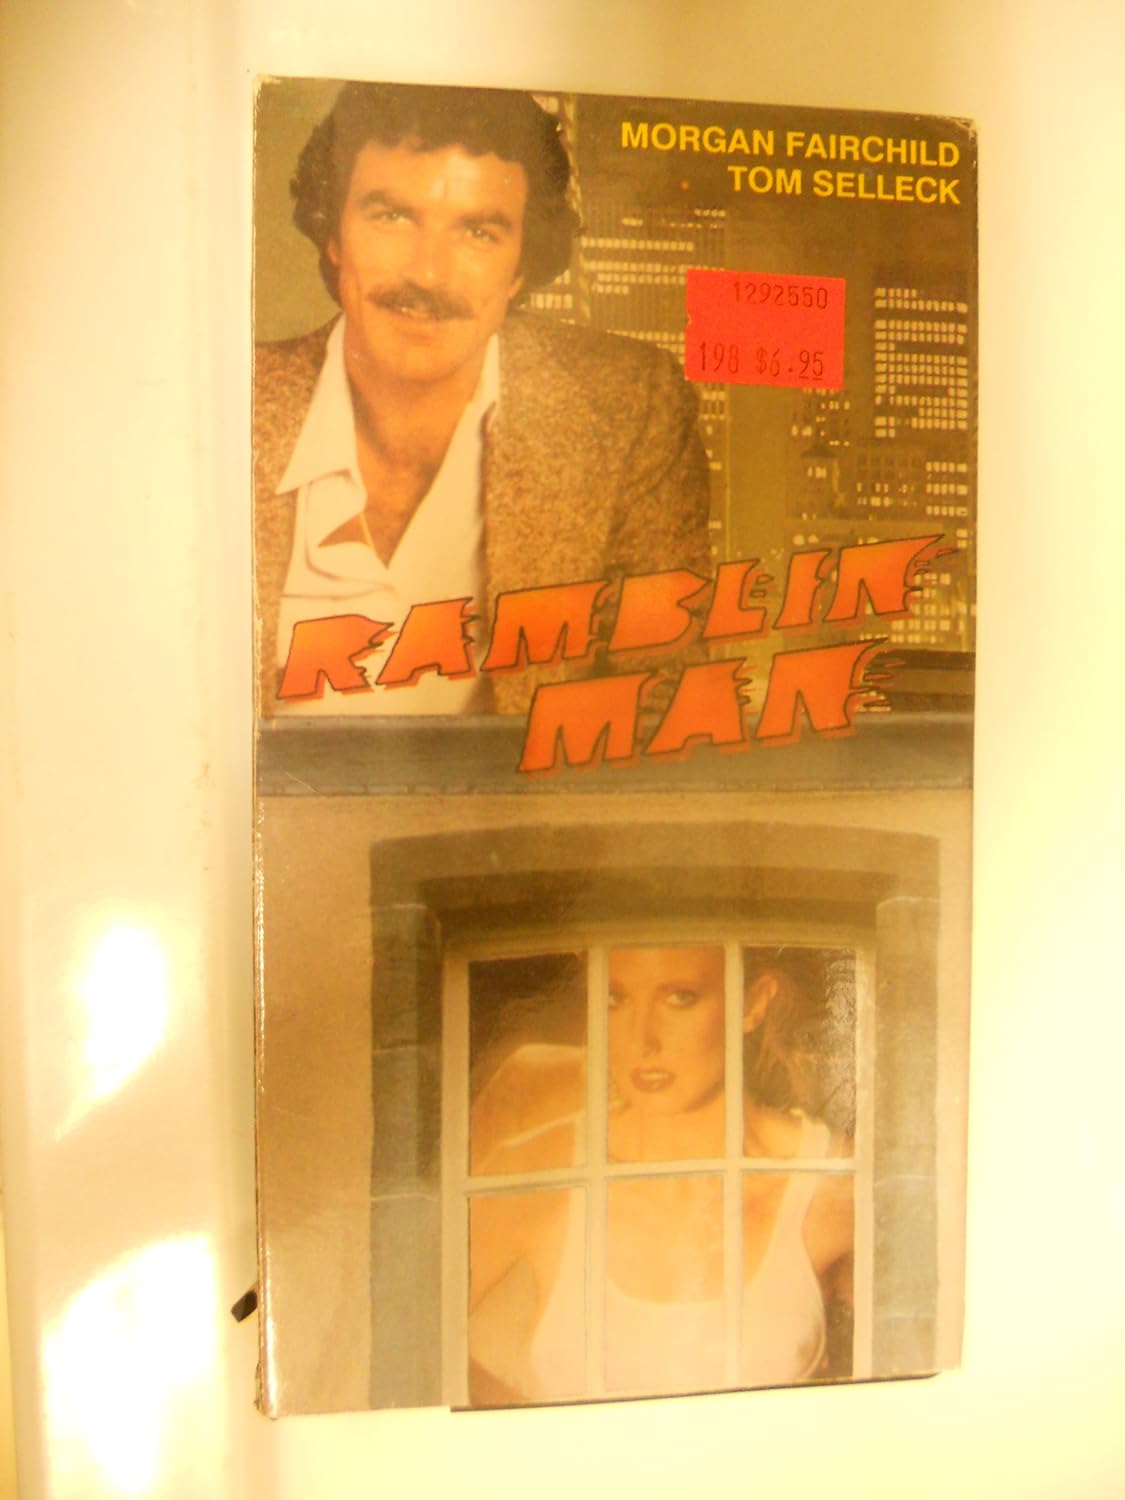 MORGAN FAIRCHILD
TOM SELLECK
1292550
198 $6.95
RAMBLIN
MAN